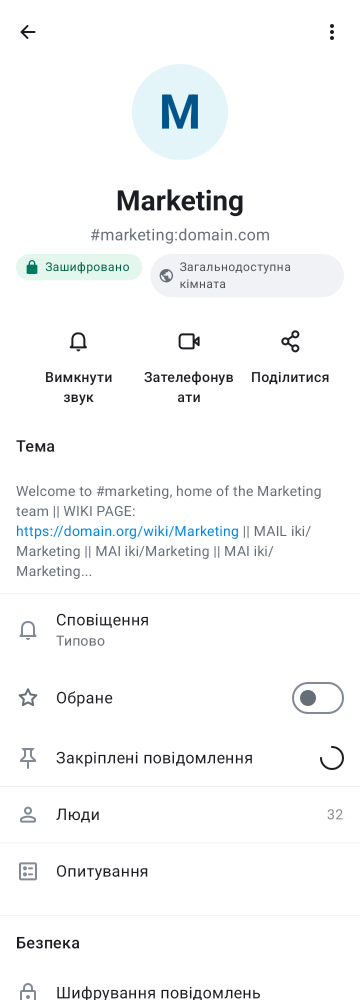 M
Marketing
#marketing:domain.com
Зашифровано
Загальнодоступна
кімната
Вимкнути
звук
Зателефонув
ати
Поділитися
Тема
Welcome to #marketing, home of the Marketing
team || WIKI PAGE:
https://domain.org/wiki/Marketing || MAIL iki/
Marketing || MAI iki/Marketing || MAI iki/
Marketing...
Сповіщення
Типово
Обране
Закріплені повідомлення
Люди
32
Опитування
Безпека
Шифрування повідомлень